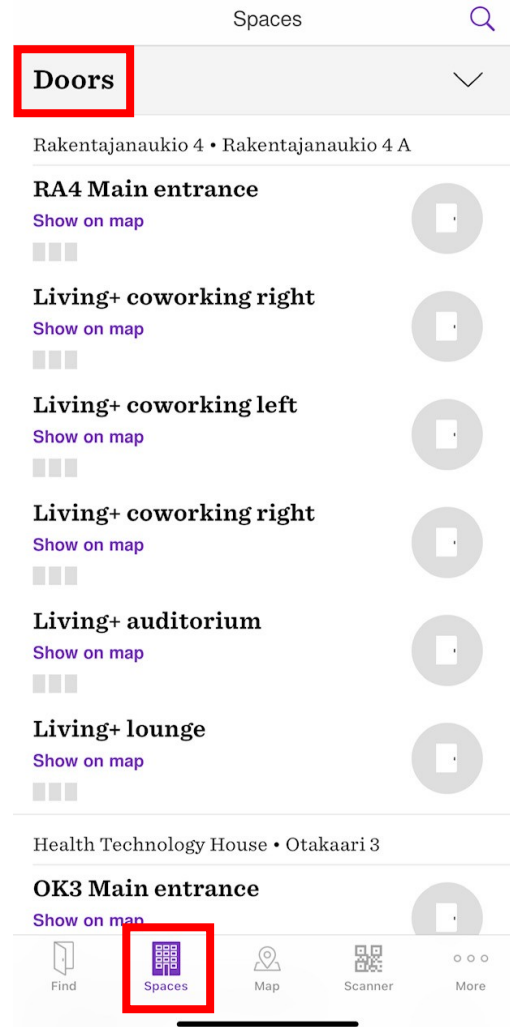 Spaces
Doors
Rakentajanaukio 4 • Rakentajanaukio 4 A
RA4 Main entrance
Show on map
Living+ coworking right
Show on map
Living+ coworking left
Show on map
Living+ coworking right
Show on map
Living+ auditorium
Show on map
Living+ lounge
Show on map
Health Technology House • Otakaari 3
OK3 Main entrance
Show on map
Find
Spaces
Map
Scanner
More